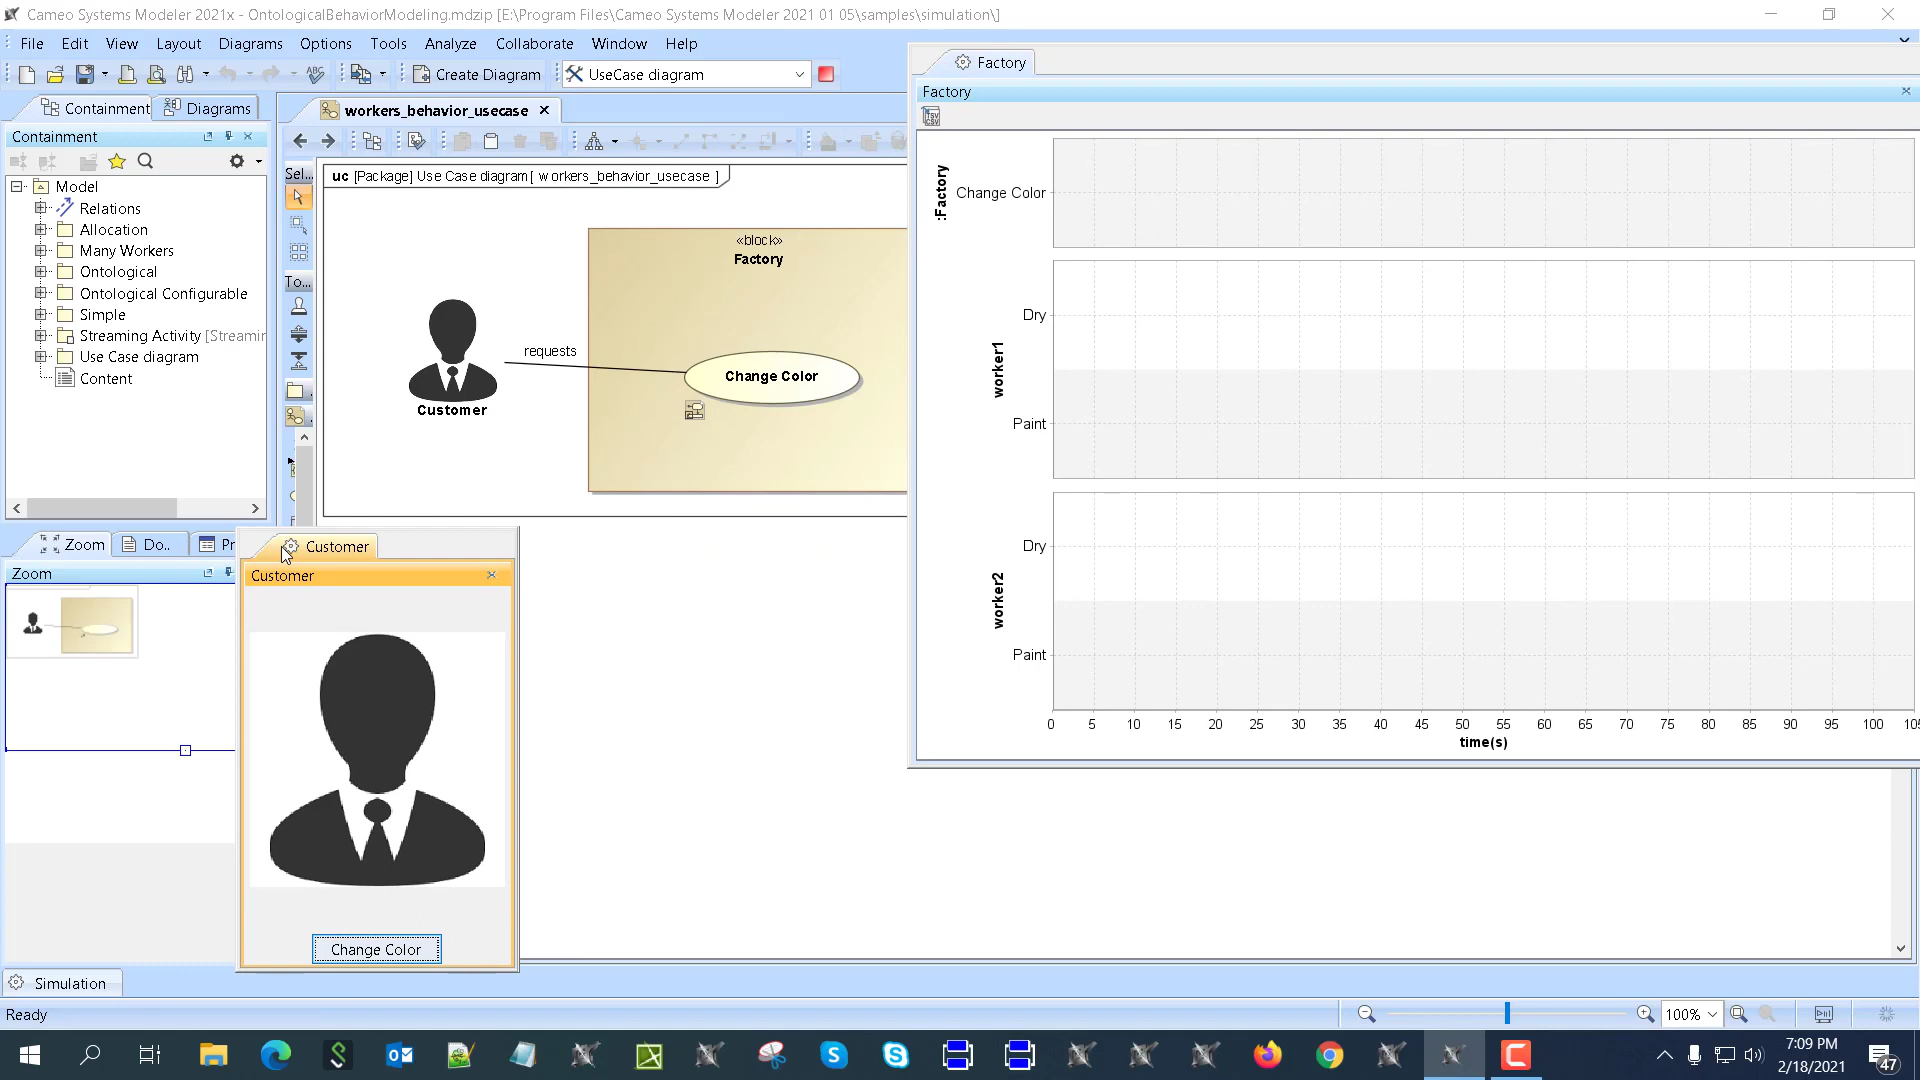 Cameo Systems Modeler 2021x - OntologicalBehaviorModeling.mdzip [E:\Program Files\Cameo Systems Modeler 2021 01 05\samples\simulation\]
File Edit View Layout Diagrams Options Tools Analyze Collaborate Window Help
Create Diagram UseCase diagram
Containment Diagrams
Containment
Model
Relations
Allocation
Many Workers
Ontological
Ontological Configurable
Simple
Streaming Activity [Streamin
Use Case diagram
Content
Zoom Do.. Pr
Zoom
workers_behavior_usecase
Sel...
To...
uc [Package] Use Case diagram[ workers_behavior_usecase ]
«block»
Factory
requests
Change Color
Customer
Customer
Customer
Change Color
Factory
Factory
TSV
CSV
:Factory
Change Color
worker1
Dry
Paint
worker2
Dry
Paint
0 5 10 15 20 25 30 35 40 45 50 55 60 65 70 75 80 85 90 95 100 105
time(s)
Simulation
Ready
100%
7:09 PM
2/18/2021
47